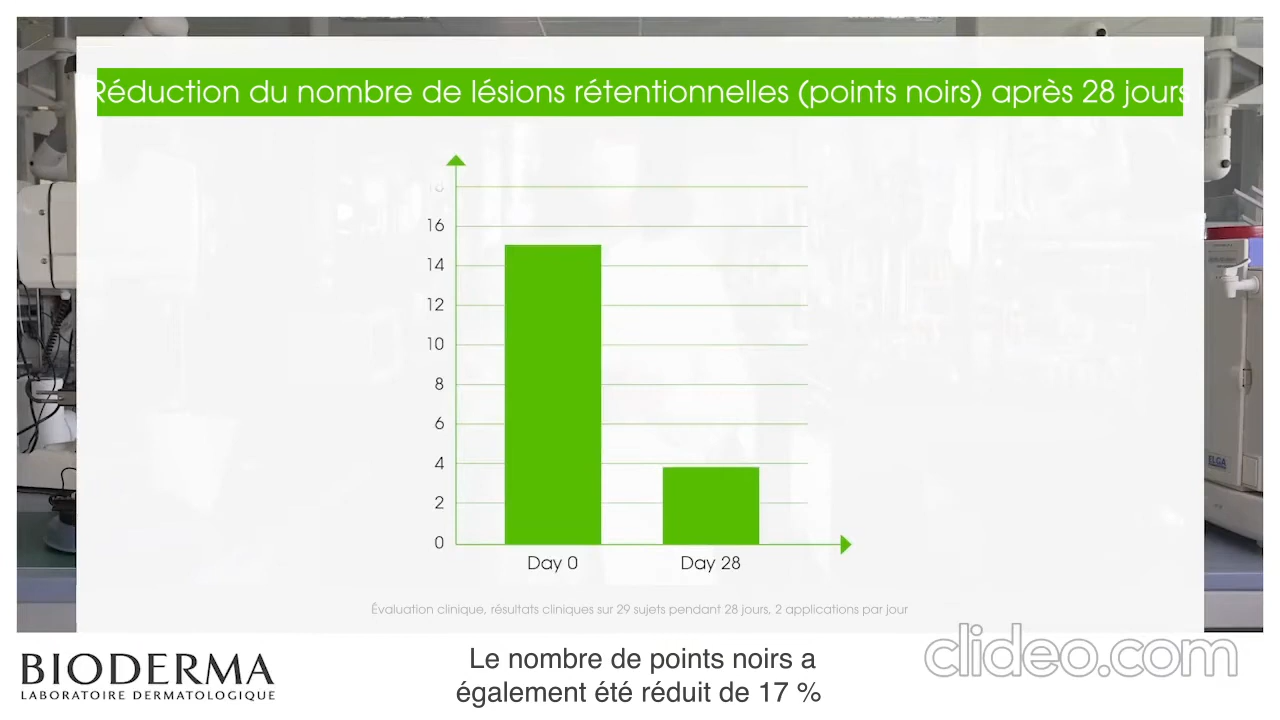 Réduction du nombre de lésions rétentionnelles (points noirs) après 28 jours
16
14
12
10
8
6
4
2
0
Day 0
Day 28
Évaluation clinique, résultats cliniques sur 29 sujets pendant 28 jours, 2 applications par jour
ELGA
BIODERMA
LABORATOIRE DERMATOLOGIQUE
Le nombre de points noirs a
également été réduit de 17 %
clideo.com